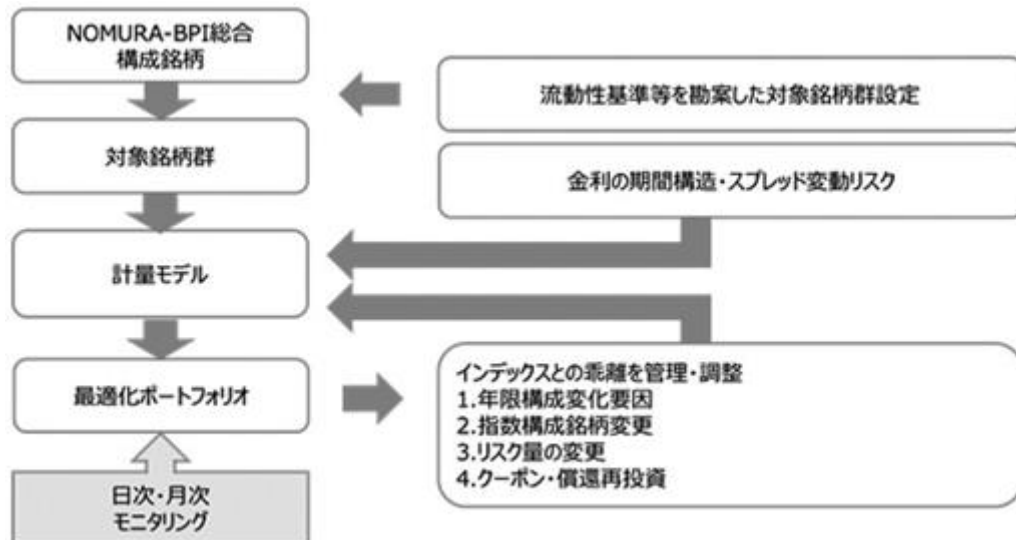 NOMURA-BPI総合
構成銘柄
流動性基準等を勘案した対象銘柄群設定
対象銘柄群
金利の期間構造・スプレッド変動リスク
計量モデル
最適化ポートフォリオ
インデックスとの乖離を管理・調整
1.年限構成変化要因
2.指数構成銘柄変更
3.リスク量の変更
4.クーポン・償還再投資
日次・月次
モニタリング